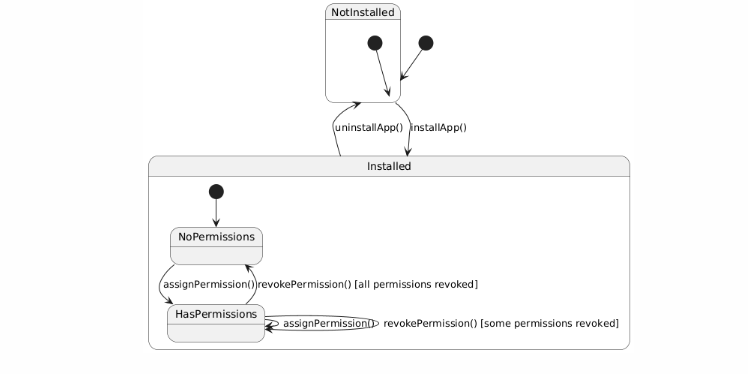 NotInstalled
uninstallApp()
installApp()
Installed
NoPermissions
assignPermission()
revokePermission() [all permissions revoked]
HasPermissions
assignPermission()
revokePermission() [some permissions revoked]